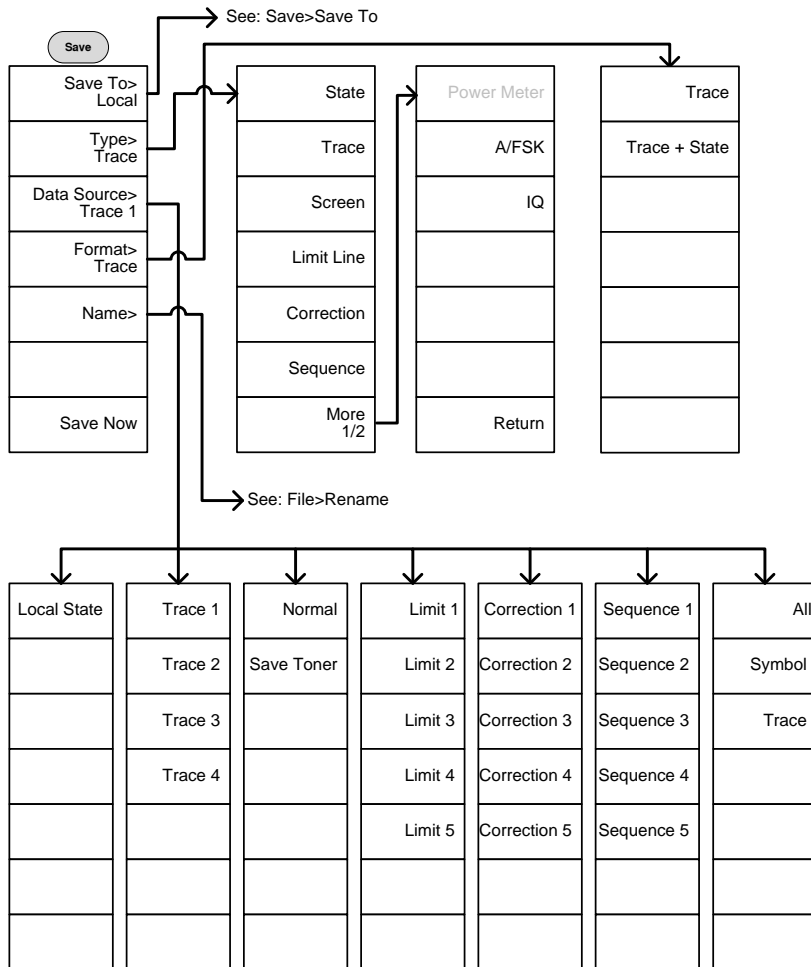 See: Save>Save To
Save
Save To>
Local
Type>
Trace
Data Source>
Trace 1
Format>
Trace
Name>
Save Now
State
Trace
Screen
Limit Line
Correction
Sequence
More
1/2
Power Meter
A/FSK
IQ
Return
Trace
Trace + State
See: File>Rename
Local State
Trace 1
Trace 2
Trace 3
Trace 4
Normal
Save Toner
Limit 1
Limit 2
Limit 3
Limit 4
Limit 5
Correction 1
Correction 2
Correction 3
Correction 4
Correction 5
Sequence 1
Sequence 2
Sequence 3
Sequence 4
Sequence 5
All
Symbol
Trace